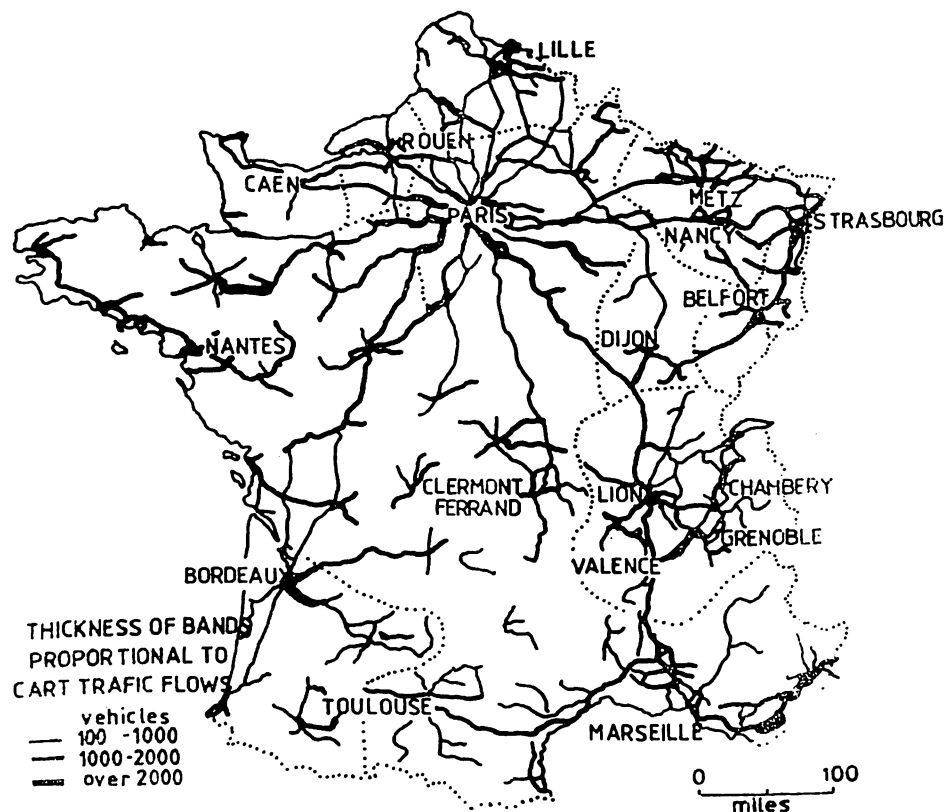 LILLE
ROUEN
CAEN
PARIS
METZ
STRASBOURG
NANCY
BELFORT
DIJON
NANTES
CLERMONT
FERRAND
LION
CHAMBERY
GRENOBLE
VALENCE
BORDEAUX
THICKNESS OF BANDS
PROPORTIONAL TO
CART TRAFIC FLOWS
TOULOUSE
MARSEILLE
vehicles
100 -1000
1000-2000
over 2000
0 100
miles